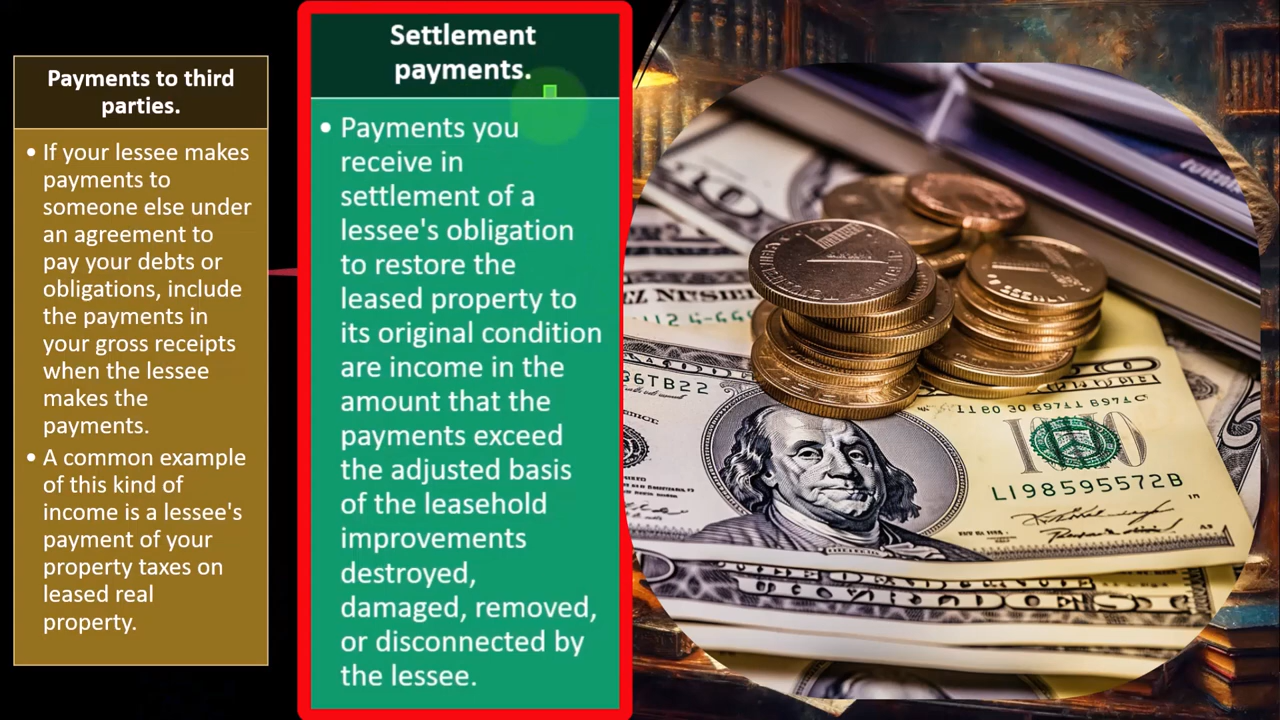 Payments to third
parties.
• If your lessee makes
payments to
someone else under
an agreement to
pay your debts or
obligations, include
the payments in
your gross receipts
when the lessee
makes the
payments.
• A common example
of this kind of
income is a lessee's
payment of your
property taxes on
leased real
property.
Settlement
payments.
• Payments you
receive in
settlement of a
lessee's obligation
to restore the
leased property to
its original condition
are income in the
amount that the
payments exceed
the adjusted basis
of the leasehold
improvements
destroyed,
damaged, removed,
or disconnected by
the lessee.
L198595572B